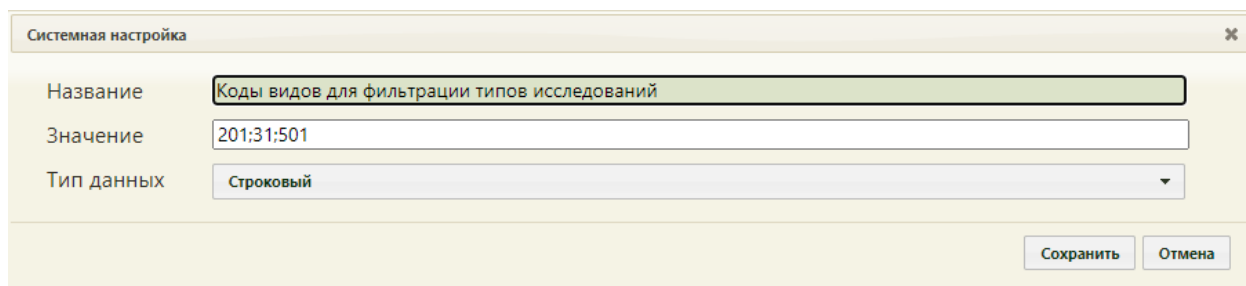 Системная настройка
Название Коды видов для фильтрации типов исследований
Значение 201;31;501
Тип данных Строковый
Сохранить Отмена